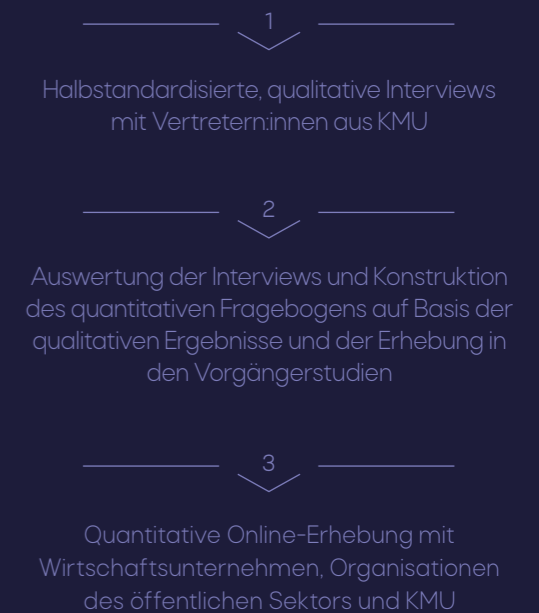 1
Halbstandardisierte, qualitative Interviews
mit Vertretern:innen aus KMU
2
Auswertung der Interviews und Konstruktion
des quantitativen Fragebogens auf Basis der
qualitativen Ergebnisse und der Erhebung in
den Vorgängerstudien
3
Quantitative Online-Erhebung mit
Wirtschaftsunternehmen, Organisationen
des öffentlichen Sektors und KMU